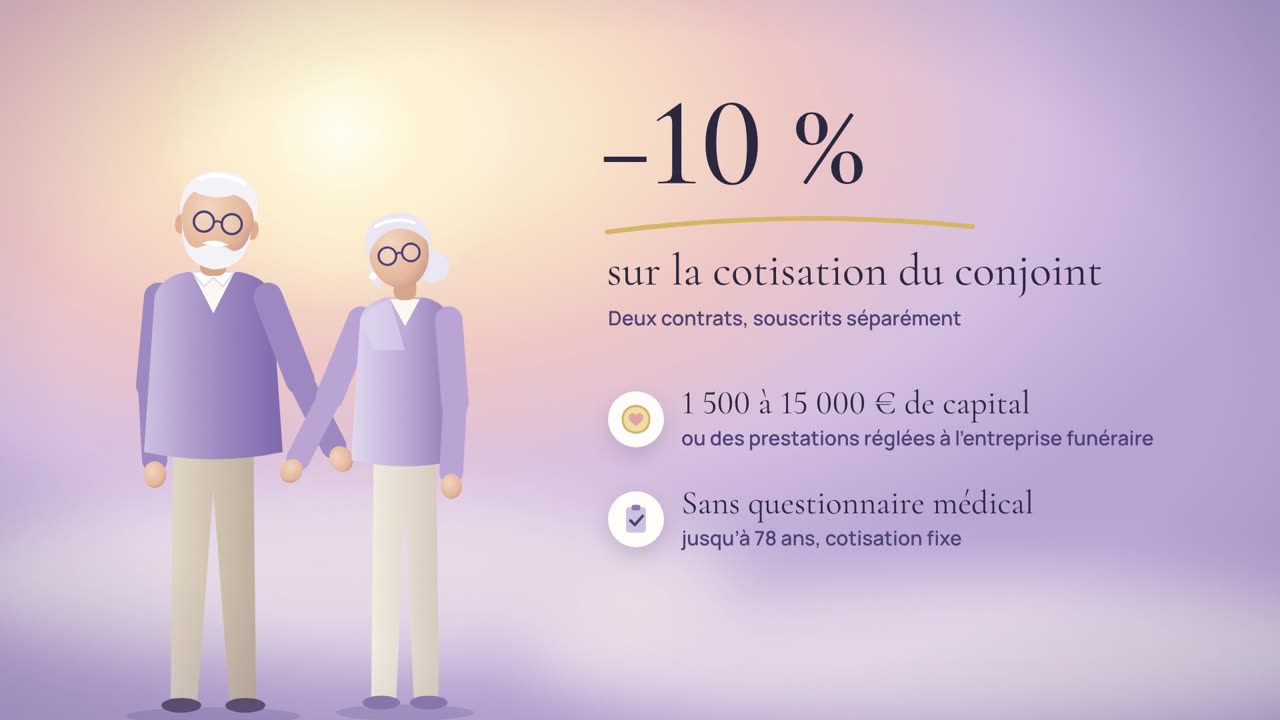 –10 %
sur la cotisation du conjoint
Deux contrats, souscrits séparément
1 500 à 15 000 € de capital
ou des prestations réglées à l’entreprise funéraire
Sans questionnaire médical
jusqu’à 78 ans, cotisation fixe